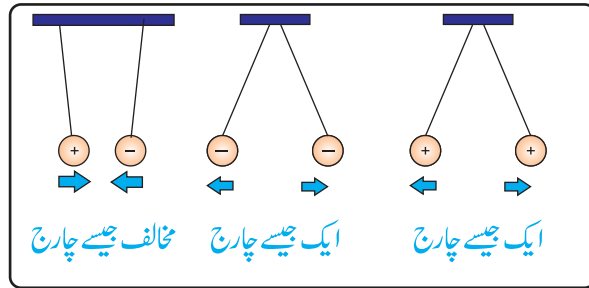 + − − − + +
ایک جیسے چارج ایک جیسے چارج مخالف جیسے چارج